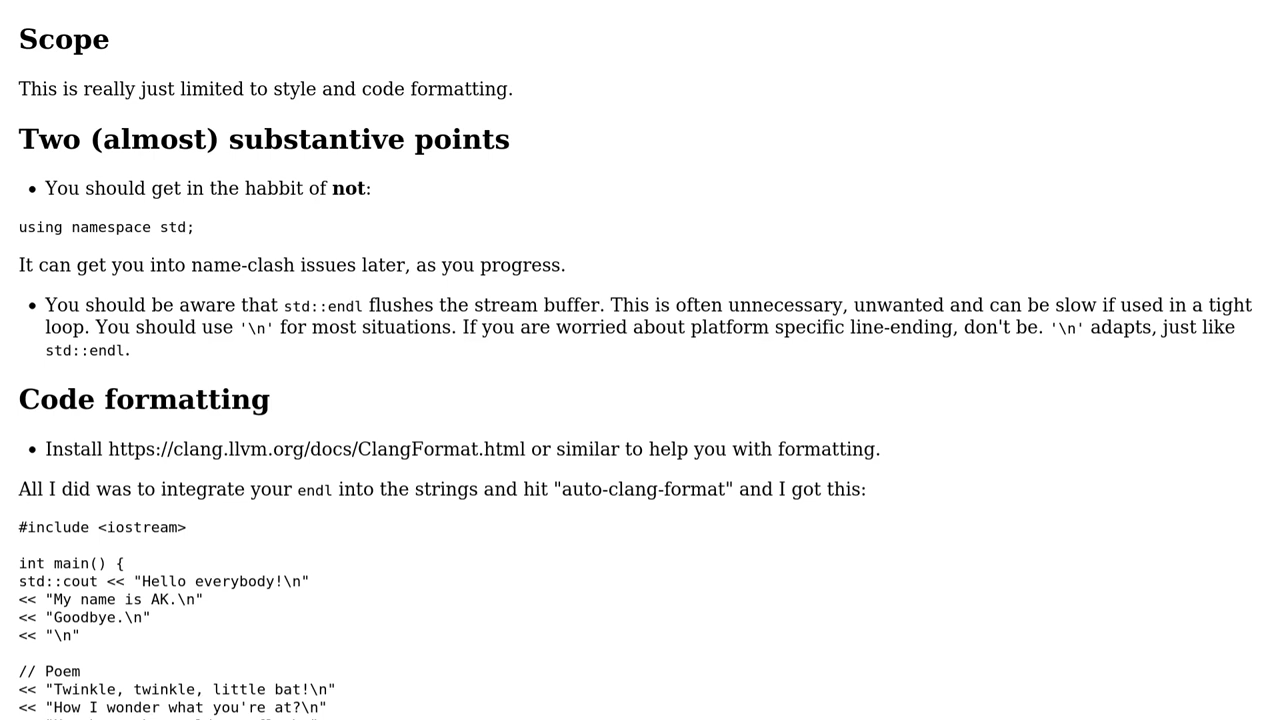 Scope
This is really just limited to style and code formatting.
Two (almost) substantive points
• You should get in the habbit of not:
using namespace std;
It can get you into name-clash issues later, as you progress.
• You should be aware that std::endl flushes the stream buffer. This is often unnecessary, unwanted and can be slow if used in a tight
loop. You should use '\n' for most situations. If you are worried about platform specific line-ending, don't be. '\n' adapts, just like
std::endl.
Code formatting
• Install https://clang.llvm.org/docs/ClangFormat.html or similar to help you with formatting.
All I did was to integrate your endl into the strings and hit "auto-clang-format" and I got this:
#include <iostream>
int main() {
std::cout << "Hello everybody!\n"
<< "My name is AK.\n"
<< "Goodbye.\n"
<< "\n"
// Poem
<< "Twinkle, twinkle, little bat!\n"
<< "How I wonder what you're at?\n"